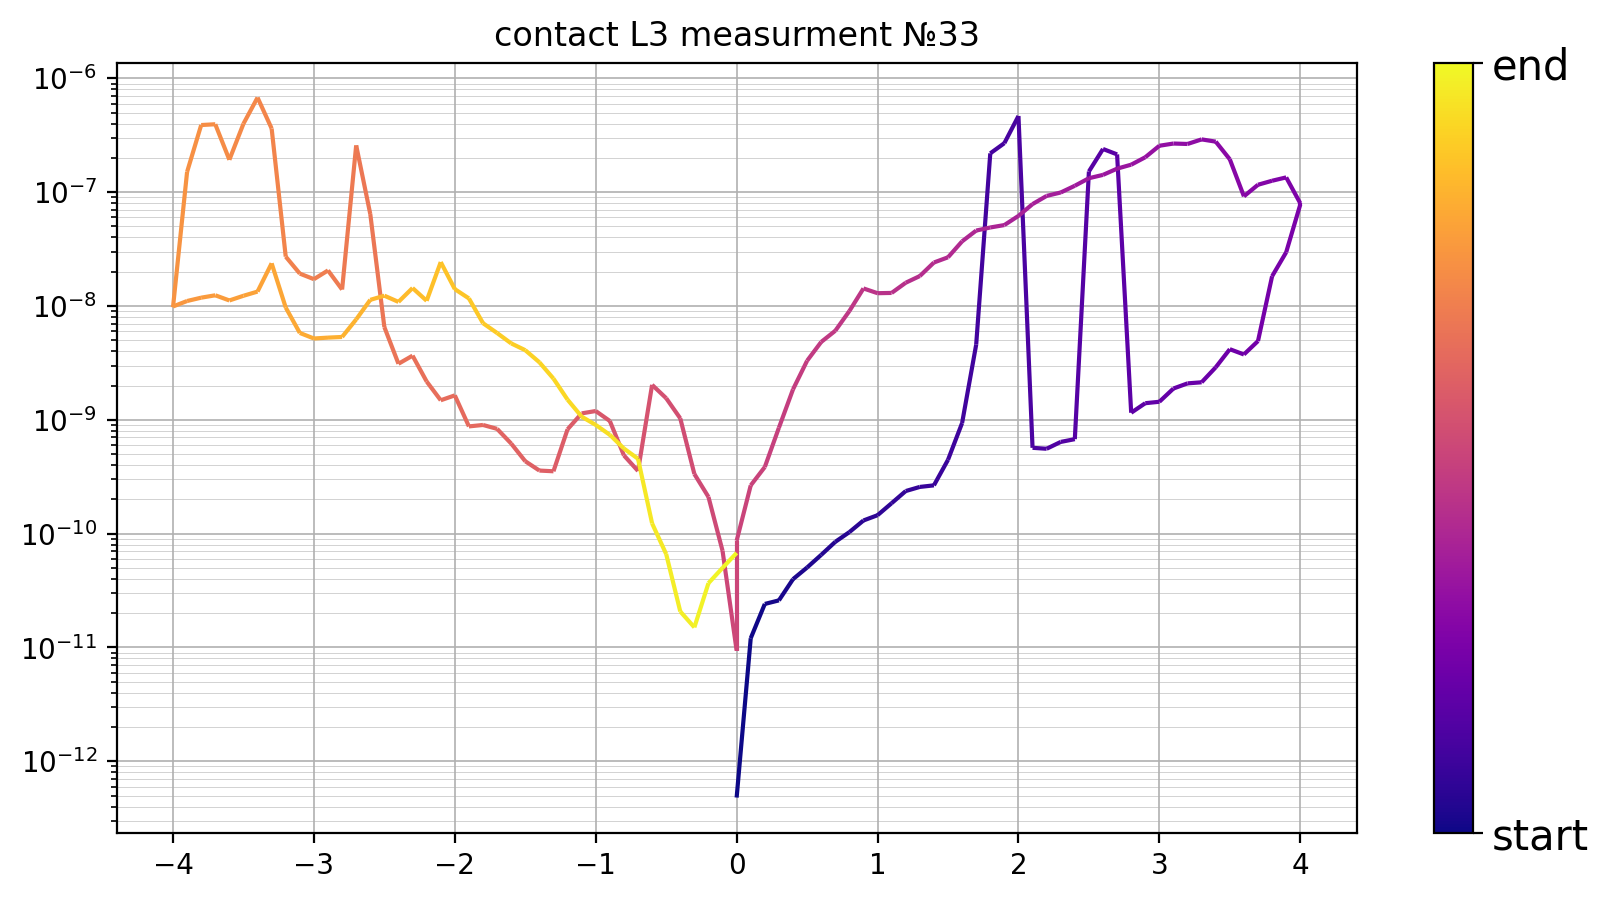 contact L3 measurment №33
10⁻⁶
10⁻⁷
10⁻⁸
10⁻⁹
10⁻¹⁰
10⁻¹¹
10⁻¹²
−4 −3 −2 −1 0 1 2 3 4
end
start